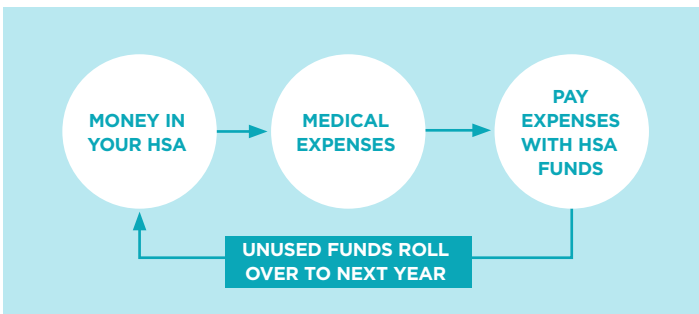 MONEY IN
YOUR HSA
MEDICAL
EXPENSES
PAY
EXPENSES
WITH HSA
FUNDS
UNUSED FUNDS ROLL
OVER TO NEXT YEAR